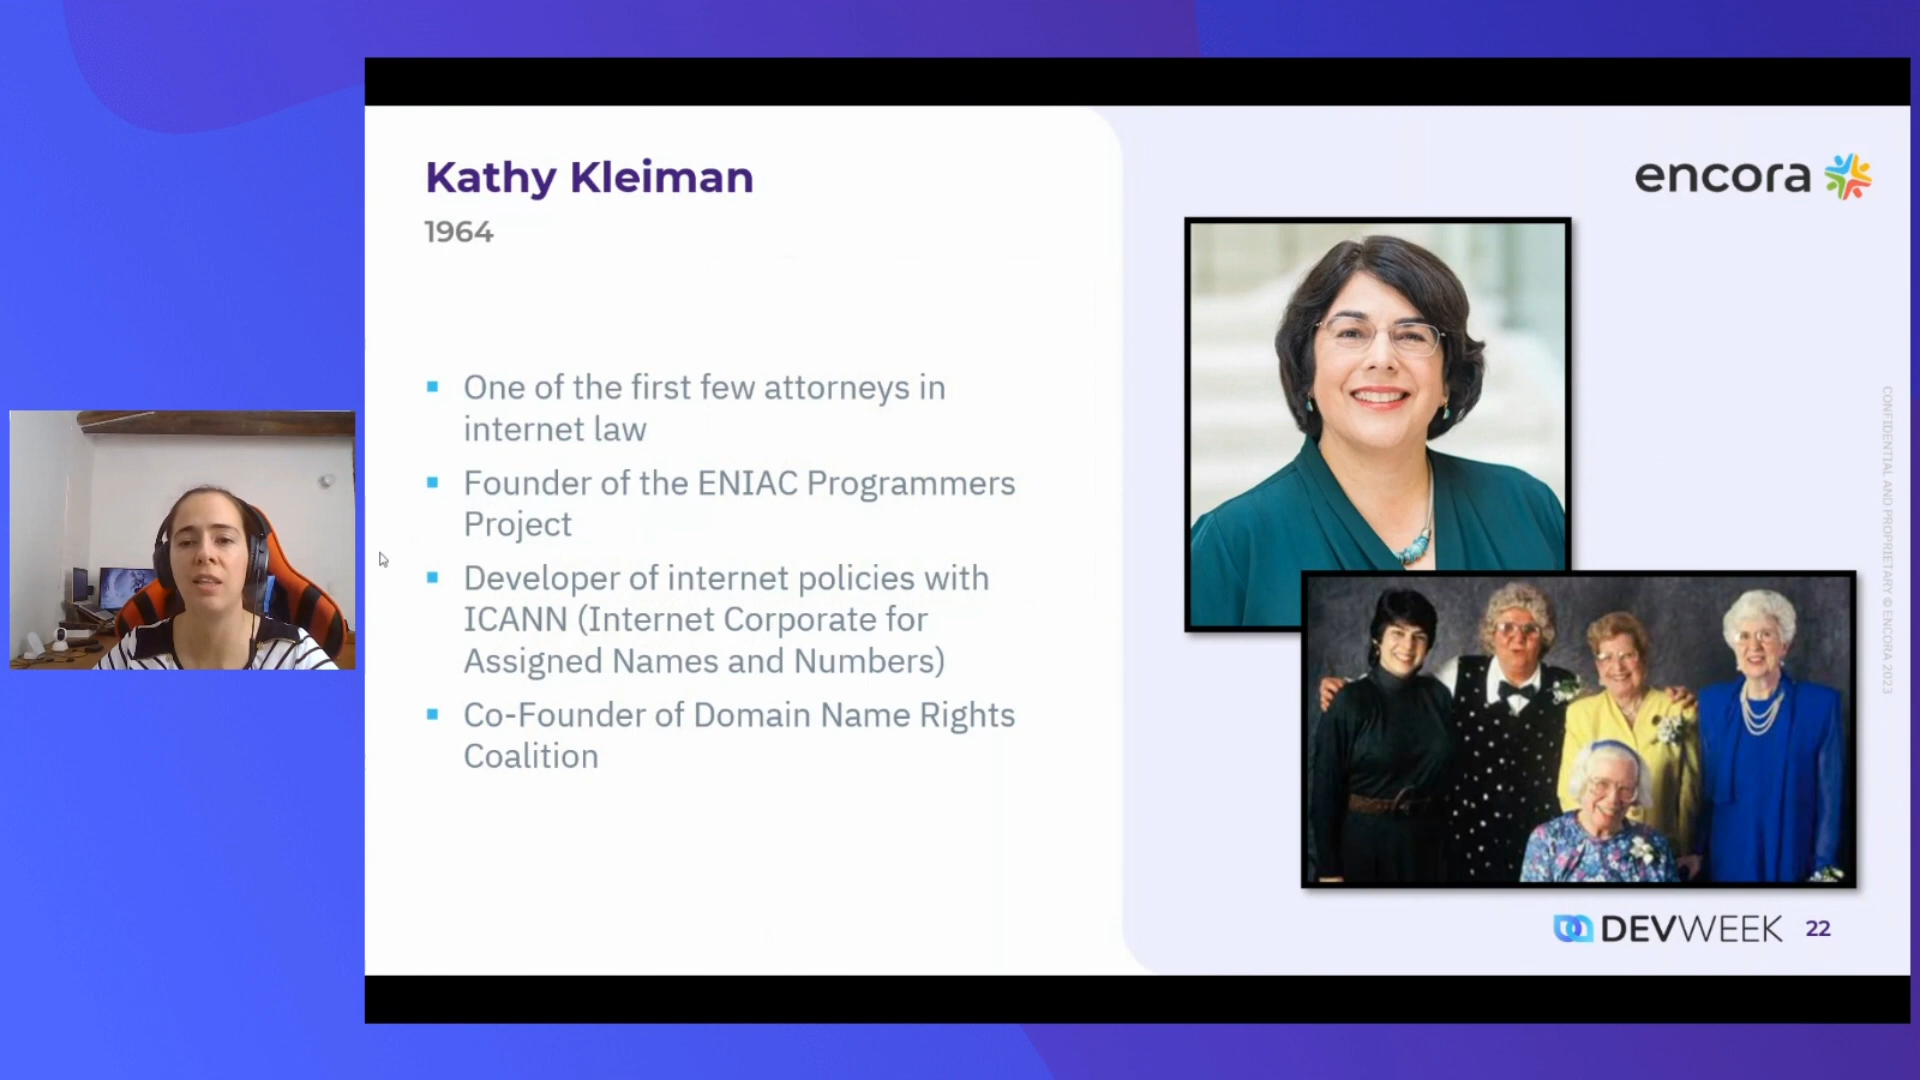 Kathy Kleiman
1964
encora
▪ One of the first few attorneys in
internet law
▪ Founder of the ENIAC Programmers
Project
▪ Developer of internet policies with
ICANN (Internet Corporate for
Assigned Names and Numbers)
▪ Co-Founder of Domain Name Rights
Coalition
CONFIDENTIAL AND PROPRIETARY © ENCORA 2023
DEVWEEK 22